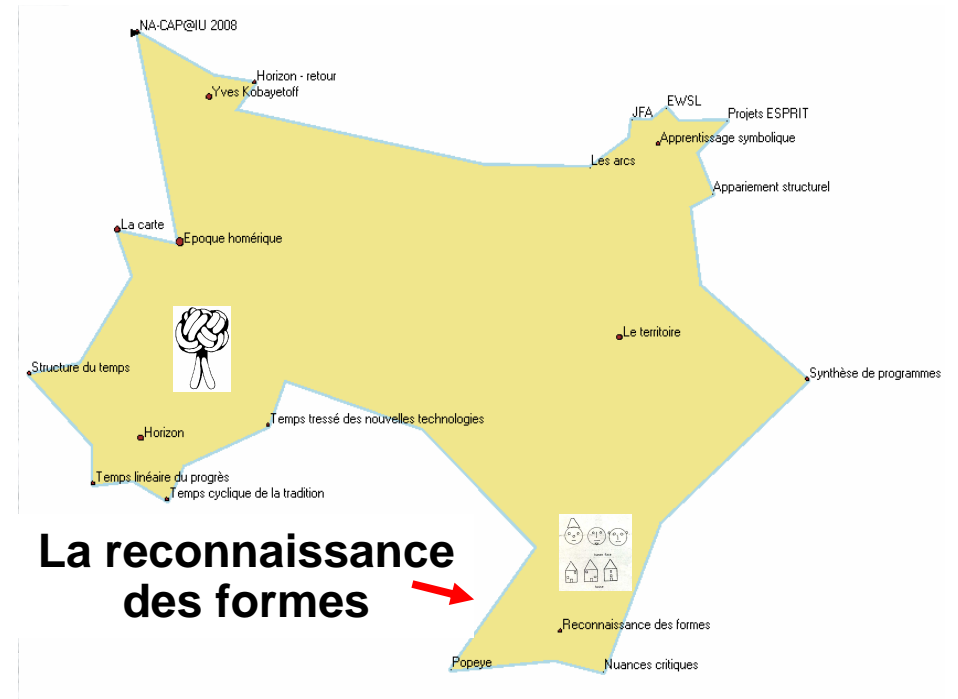 NA-CAP@IU 2008
Horizon - retour
Yves Kobayetoff
EWSL
JFA
Projets ESPRIT
Apprentissage symbolique
Les arcs
Appariement structurel
La carte
Epoque homérique
Le territoire
Structure du temps
Synthèse de programmes
Temps tressé des nouvelles technologies
Horizon
Temps linéaire du progrès
Temps cyclique de la tradition
La reconnaissance
des formes
Reconnaissance des formes
Popeye
Nuances critiques